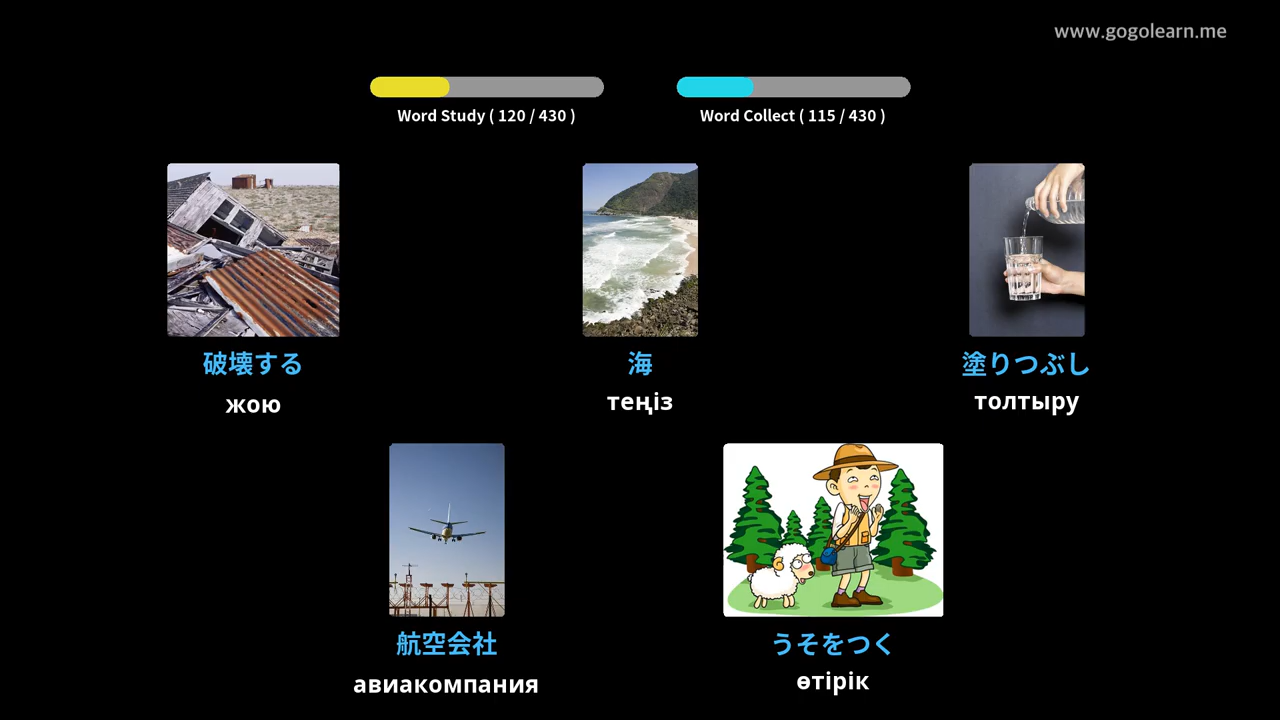 www.gogolearn.me
Word Study ( 120 / 430 )
Word Collect ( 115 / 430 )
破壊する
жою
海
теңіз
塗りつぶし
толтыру
航空会社
авиакомпания
うそをつく
өтірік